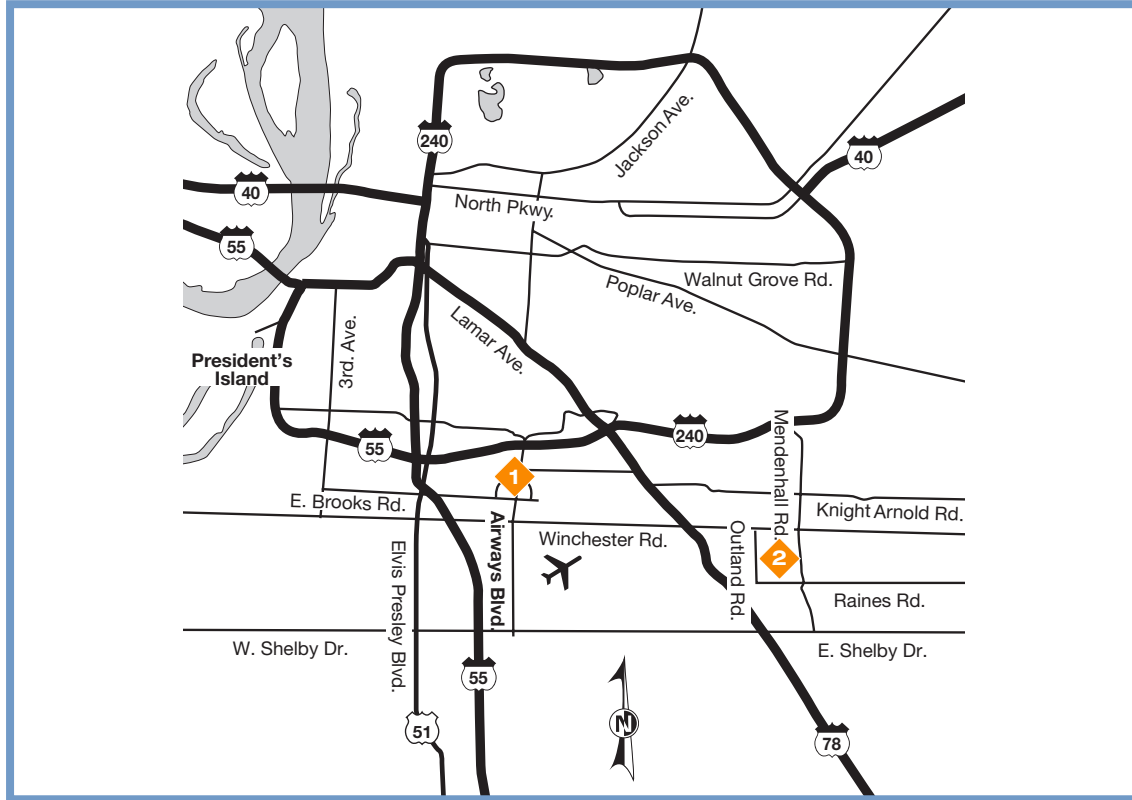 240
Jackson Ave.
40
40
North Pkwy.
55
Walnut Grove Rd.
Poplar Ave.
Lamar Ave.
3rd. Ave.
President's
Island
240
55
Mendenhall Rd.
1
E. Brooks Rd.
Knight Arnold Rd.
Airways Blvd.
Winchester Rd.
Outland Rd.
2
Elvis Presley Blvd.
Raines Rd.
W. Shelby Dr.
E. Shelby Dr.
55
51
N
78